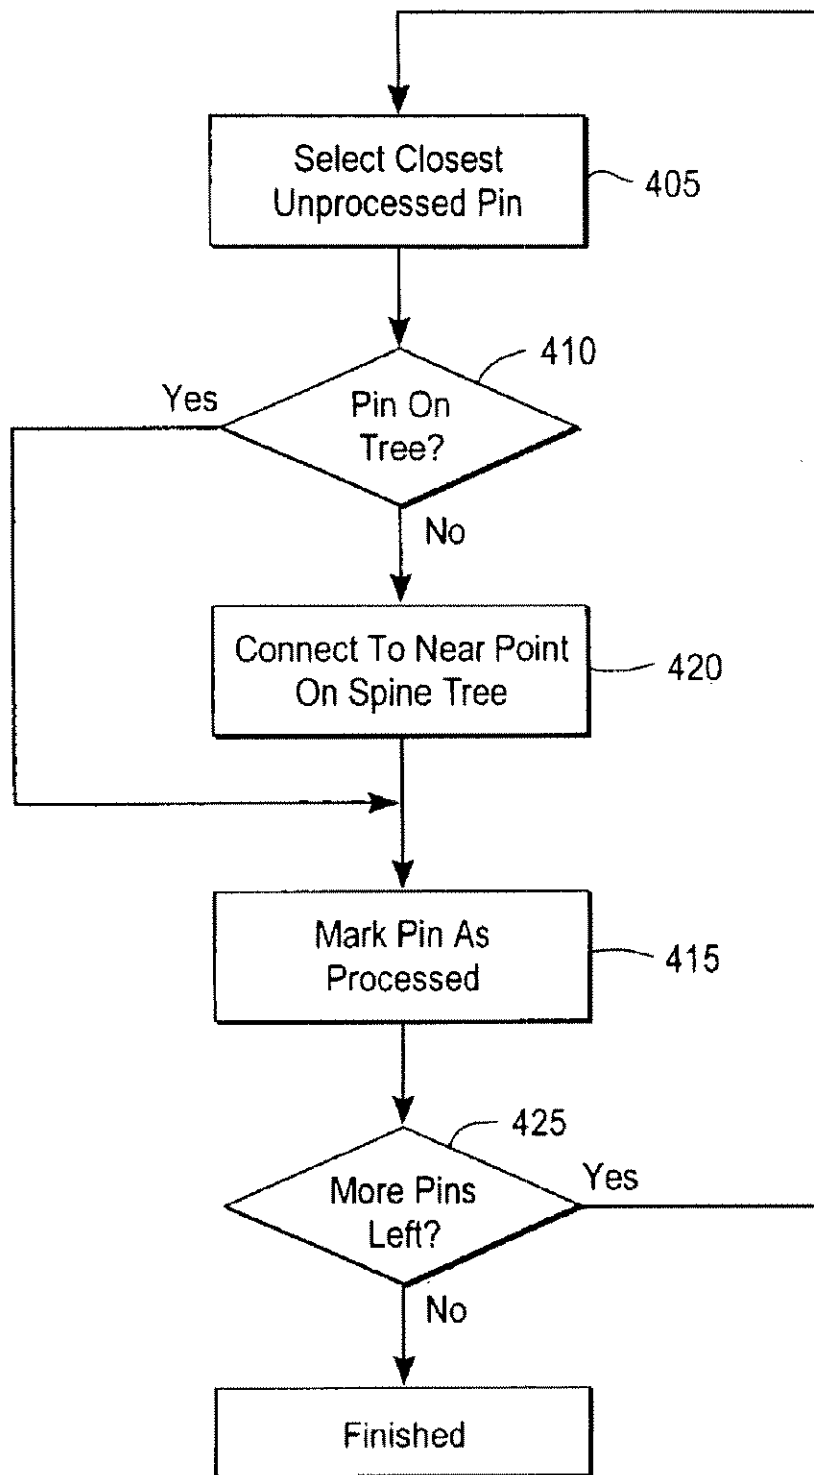 Select Closest
Unprocessed Pin
405
410
Yes
Pin On
Tree?
No
Connect To Near Point
On Spine Tree
420
Mark Pin As
Processed
415
425
More Pins
Left?
Yes
No
Finished